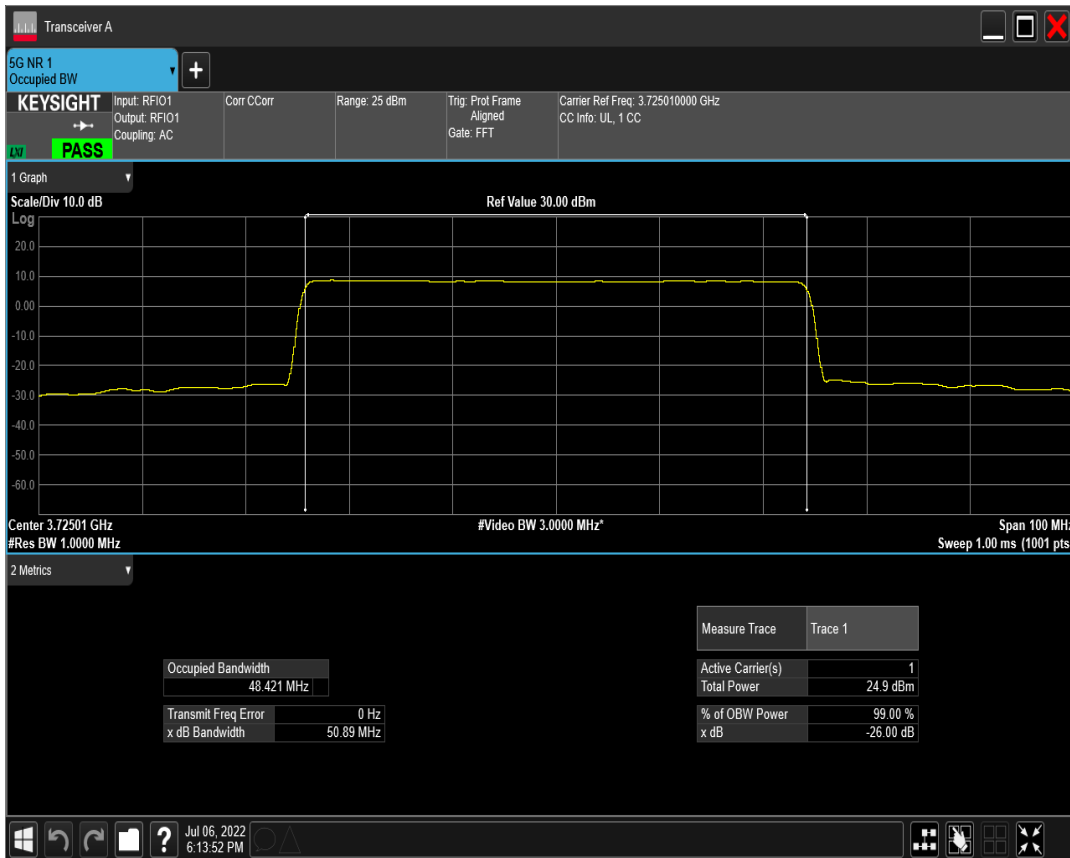 Transceiver A
5G NR 1
Occupied BW
KEYSIGHT
LXI
PASS
Input: RFIO1
Output: RFIO1
Coupling: AC
Corr CCorr
Range: 25 dBm
Trig: Prot Frame
Aligned
Gate: FFT
Carrier Ref Freq: 3.725010000 GHz
CC Info: UL, 1 CC
1 Graph
Scale/Div 10.0 dB
Ref Value 30.00 dBm
Log
20.0
10.0
0.00
-10.0
-20.0
-30.0
-40.0
-50.0
-60.0
Center 3.72501 GHz
#Video BW 3.0000 MHz*
Span 100 MHz
#Res BW 1.0000 MHz
Sweep 1.00 ms (1001 pts
2 Metrics
Measure Trace Trace 1
Occupied Bandwidth
48.421 MHz
Active Carrier(s) 1
Total Power 24.9 dBm
Transmit Freq Error 0 Hz
x dB Bandwidth 50.89 MHz
% of OBW Power 99.00 %
x dB -26.00 dB
?
Jul 06, 2022
6:13:52 PM